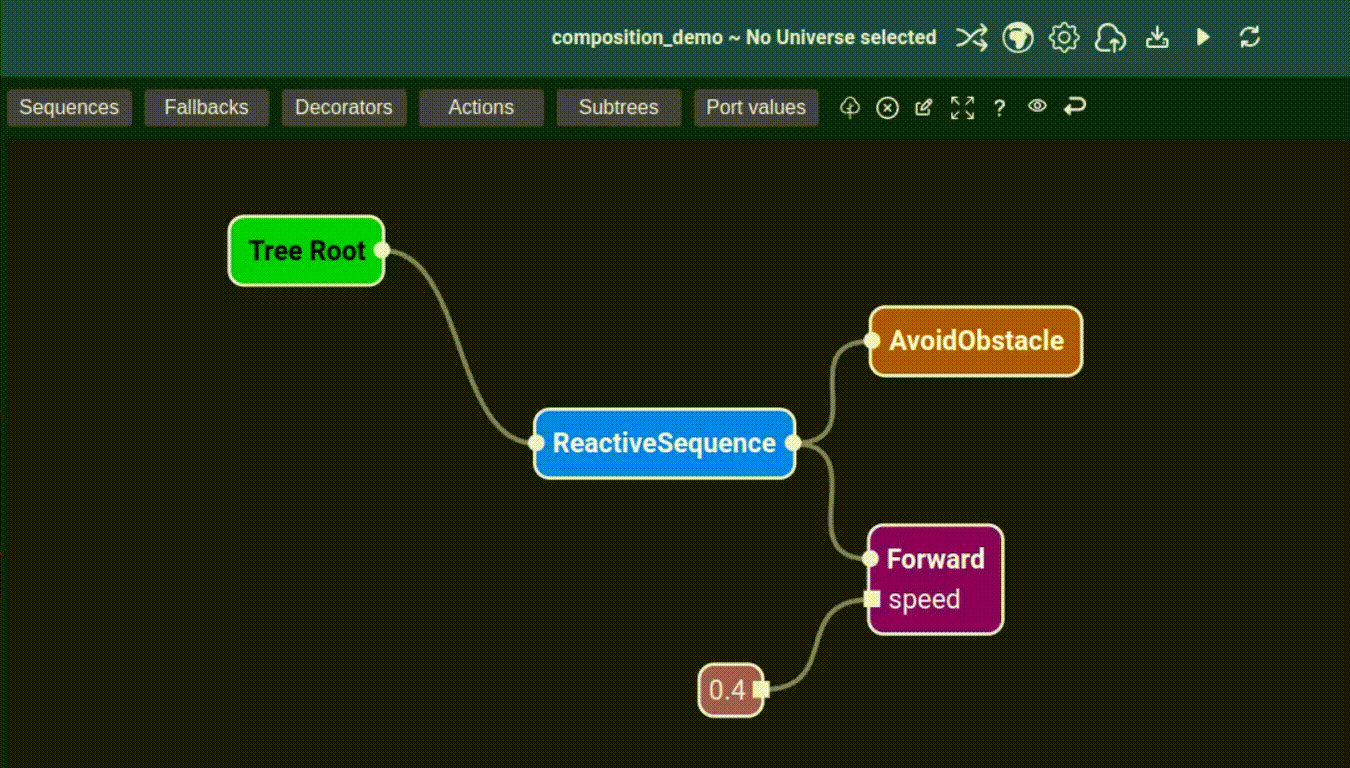 composition_demo ~ No Universe selected
Sequences Fallbacks Decorators Actions Subtrees Port values ?
Tree Root
AvoidObstacle
ReactiveSequence
Forward
speed
0.4